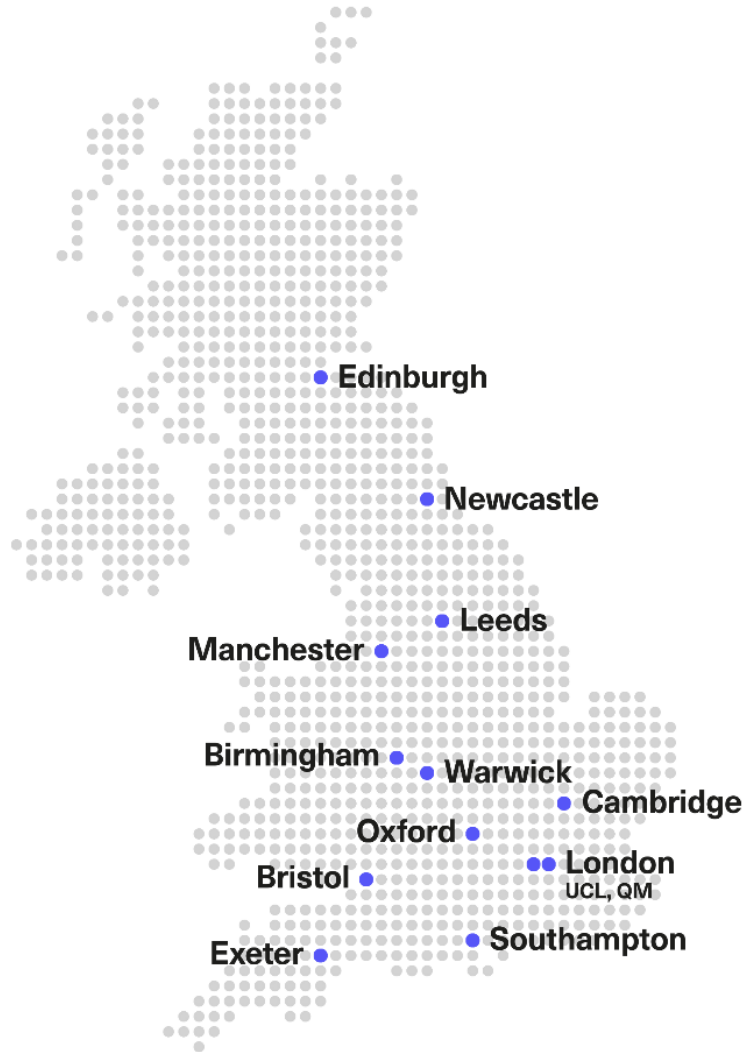 Edinburgh
Newcastle
Leeds
Manchester
Birmingham
Warwick
Cambridge
Oxford
London
UCL, QM
Bristol
Southampton
Exeter